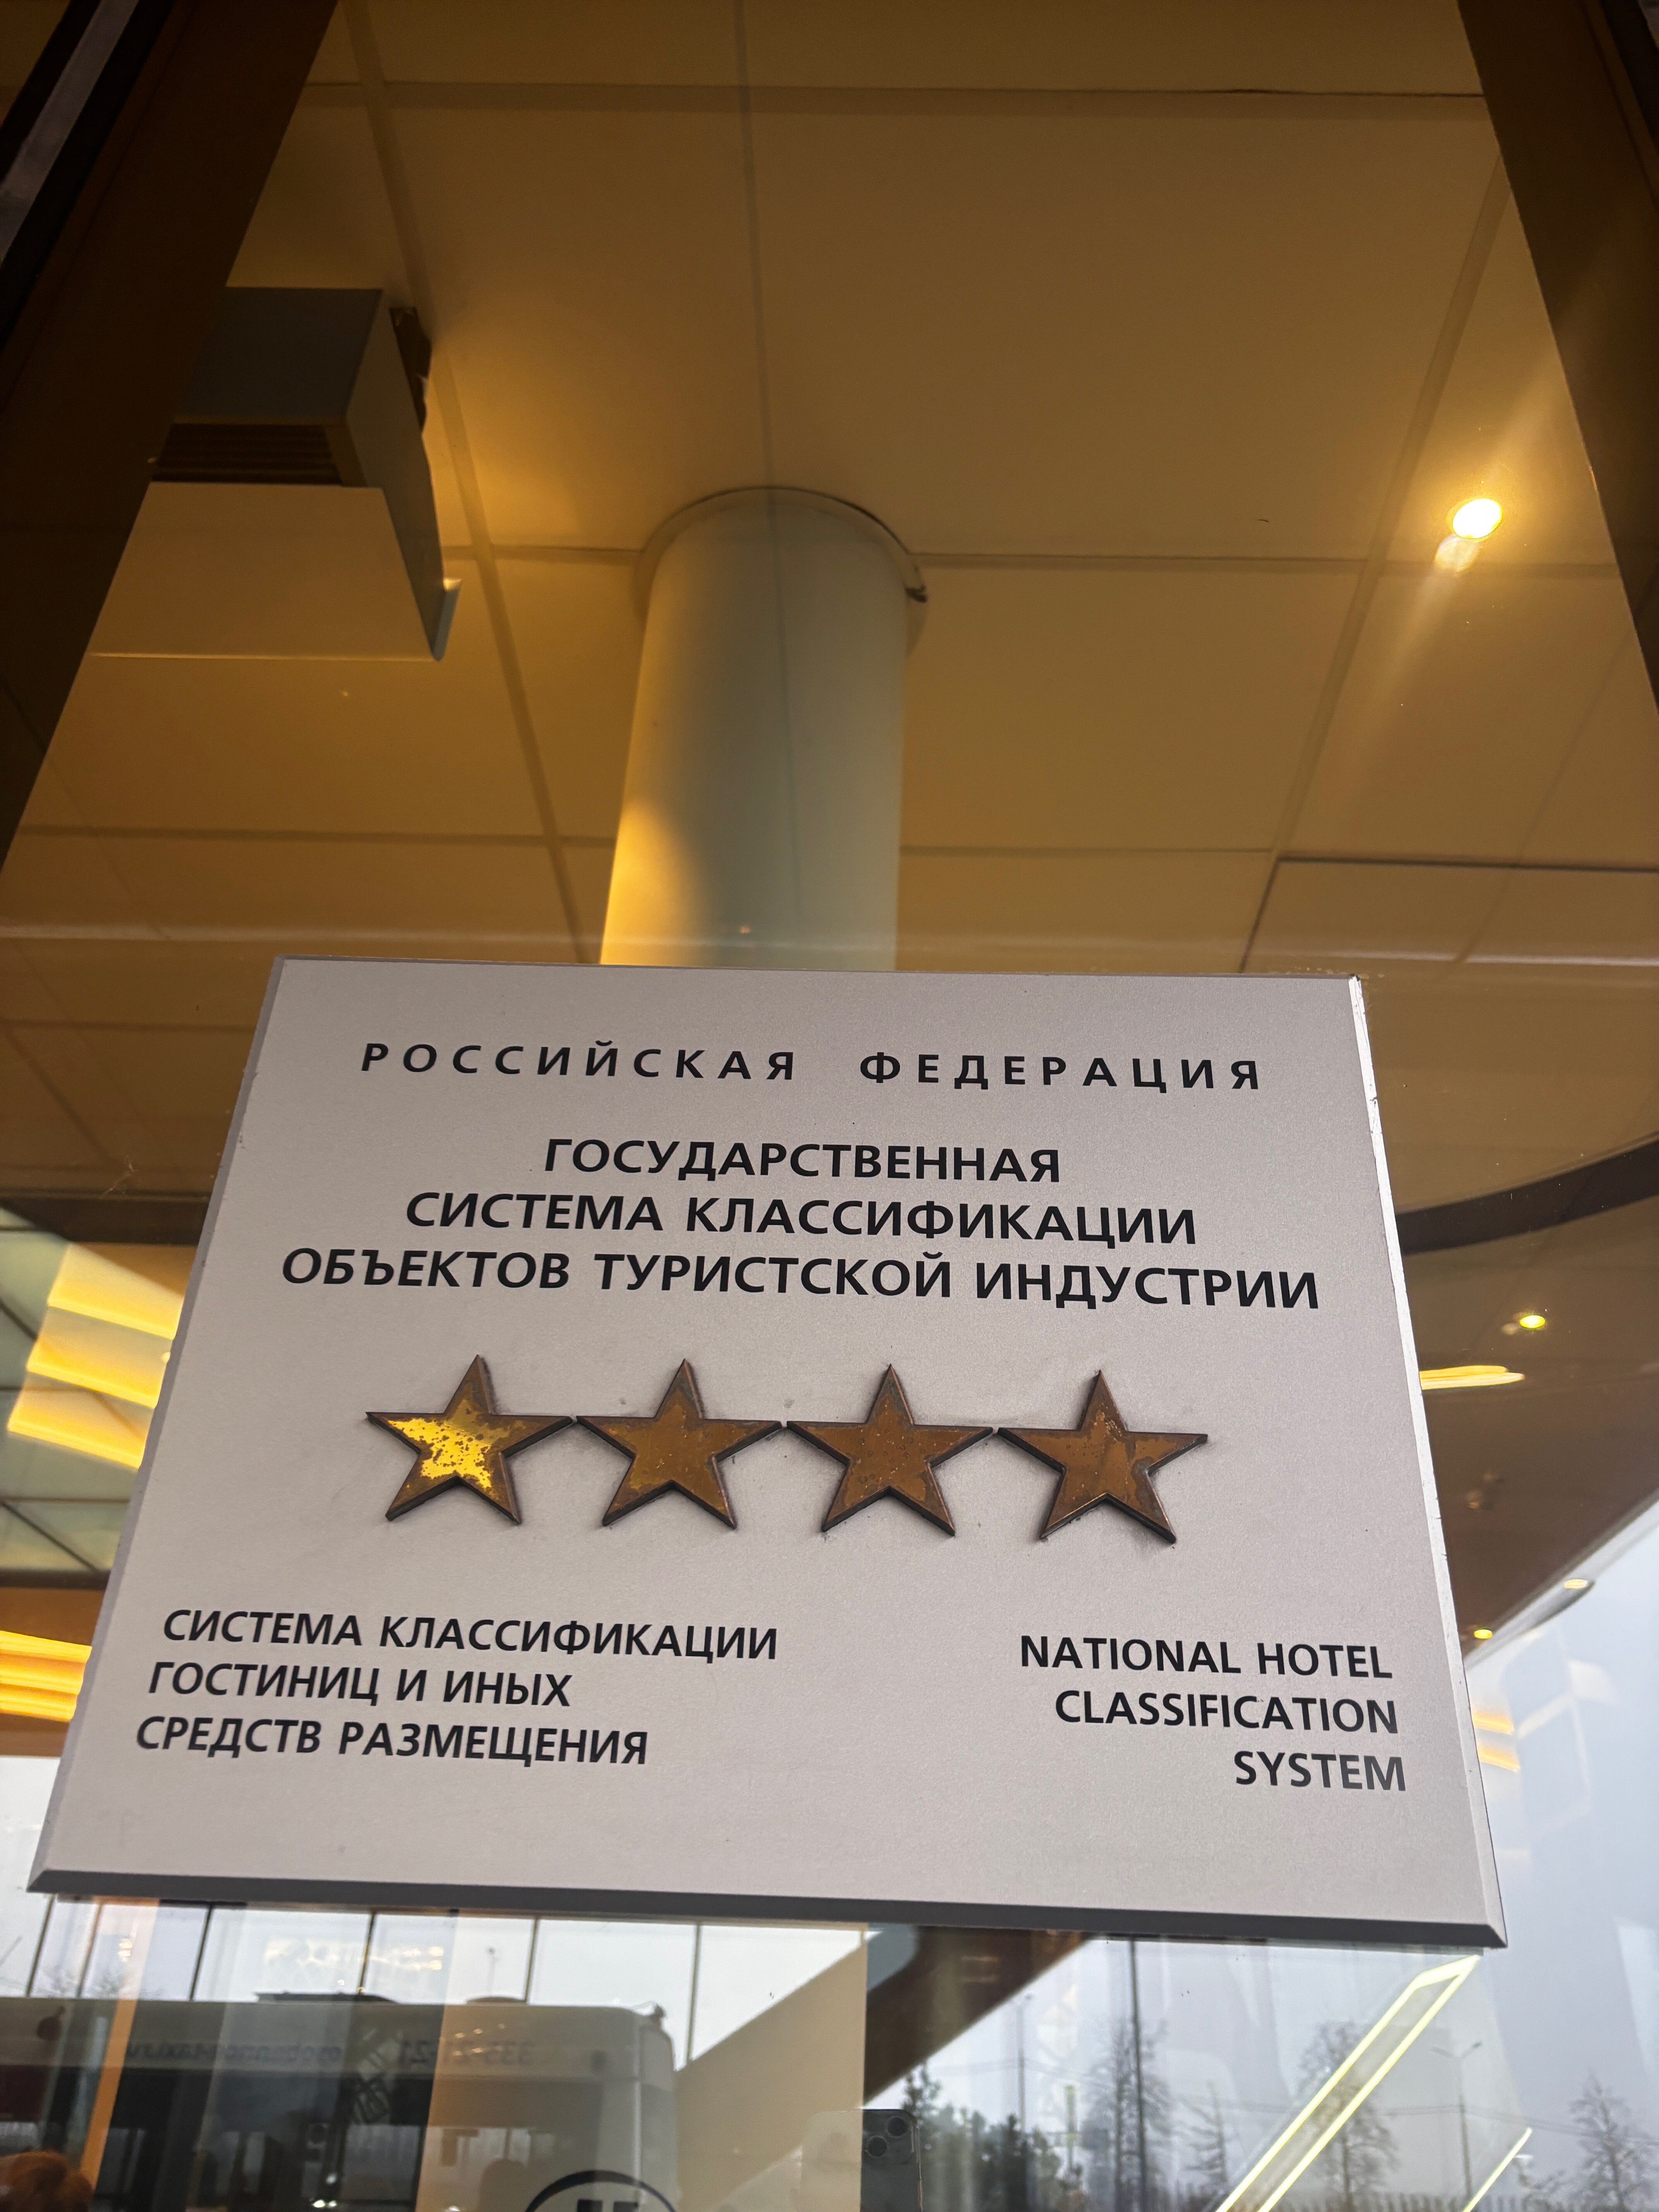 РОССИЙСКАЯ ФЕДЕРАЦИЯ
ГОСУДАРСТВЕННАЯ
СИСТЕМА КЛАССИФИКАЦИИ
ОБЪЕКТОВ ТУРИСТСКОЙ ИНДУСТРИИ
СИСТЕМА КЛАССИФИКАЦИИ
ГОСТИНИЦ И ИНЫХ
СРЕДСТВ РАЗМЕЩЕНИЯ
NATIONAL HOTEL
CLASSIFICATION
SYSTEM